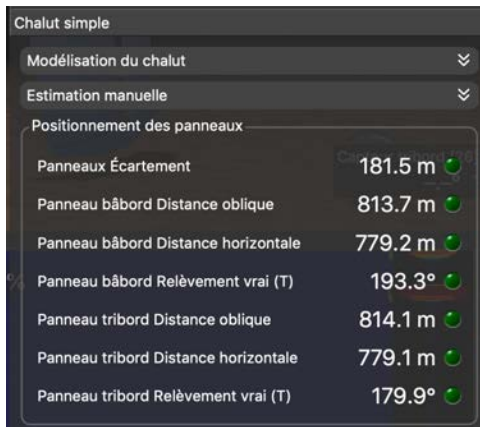 Chalut simple
Modélisation du chalut
Estimation manuelle
Positionnement des panneaux
Panneaux Écartement 181.5 m
Panneau bâbord Distance oblique 813.7 m
Panneau bâbord Distance horizontale 779.2 m
% Panneau bâbord Relèvement vrai (T) 193.3°
Panneau tribord Distance oblique 814.1 m
Panneau tribord Distance horizontale 779.1 m
Panneau tribord Relèvement vrai (T) 179.9°